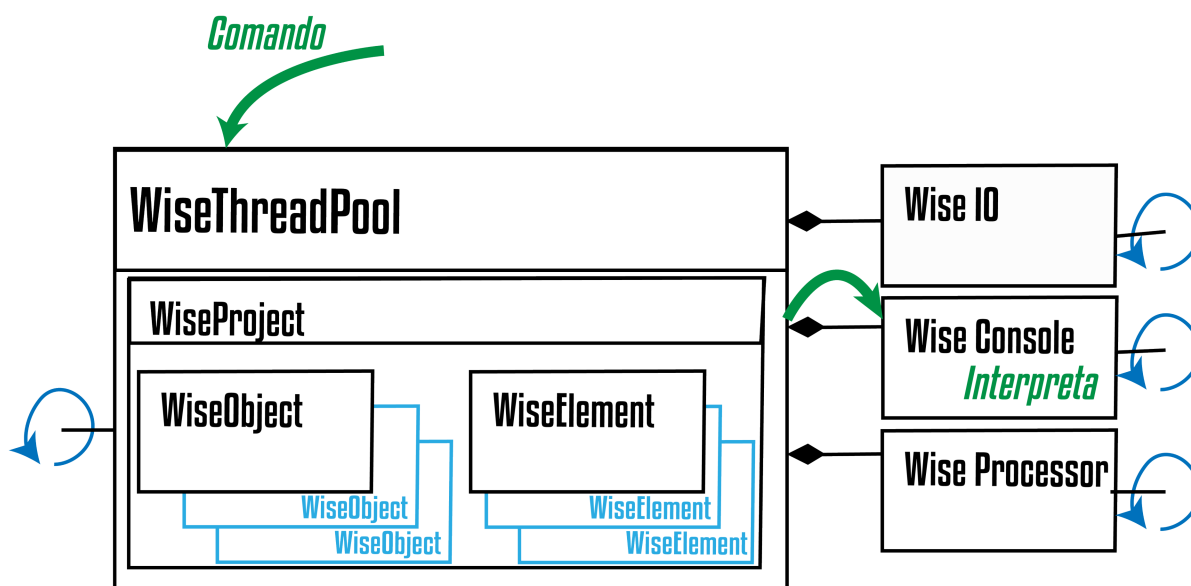 Comando
WiseThreadPool
WiseProject
WiseObject
WiseObject
WiseObject
WiseElement
WiseElement
WiseElement
Wise IO
Wise Console
Interpreta
Wise Processor